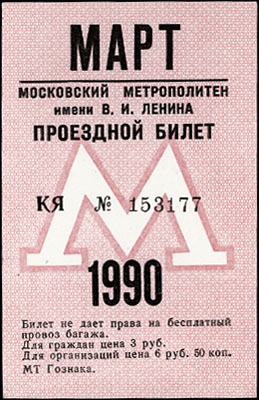 МАРТ
МОСКОВСКИЙ МЕТРОПОЛИТЕН
имени В. И. ЛЕНИНА
ПРОЕЗДНОЙ БИЛЕТ
М
КЯ № 153177
1990
Билет не дает права на бесплатный
провоз багажа.
Для граждан цена 3 руб.
Для организаций цена 6 руб. 50 коп.
МТ Гознака.